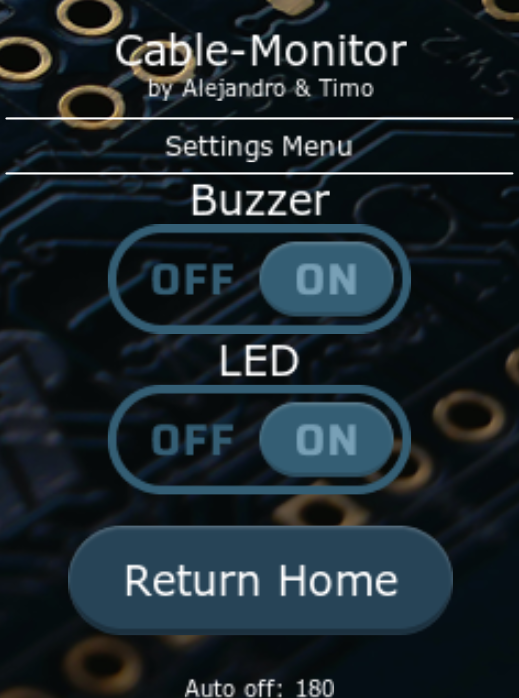 Cable-Monitor
by Alejandro & Timo
Settings Menu
Buzzer
OFF ON
LED
OFF ON
Return Home
Auto off: 180